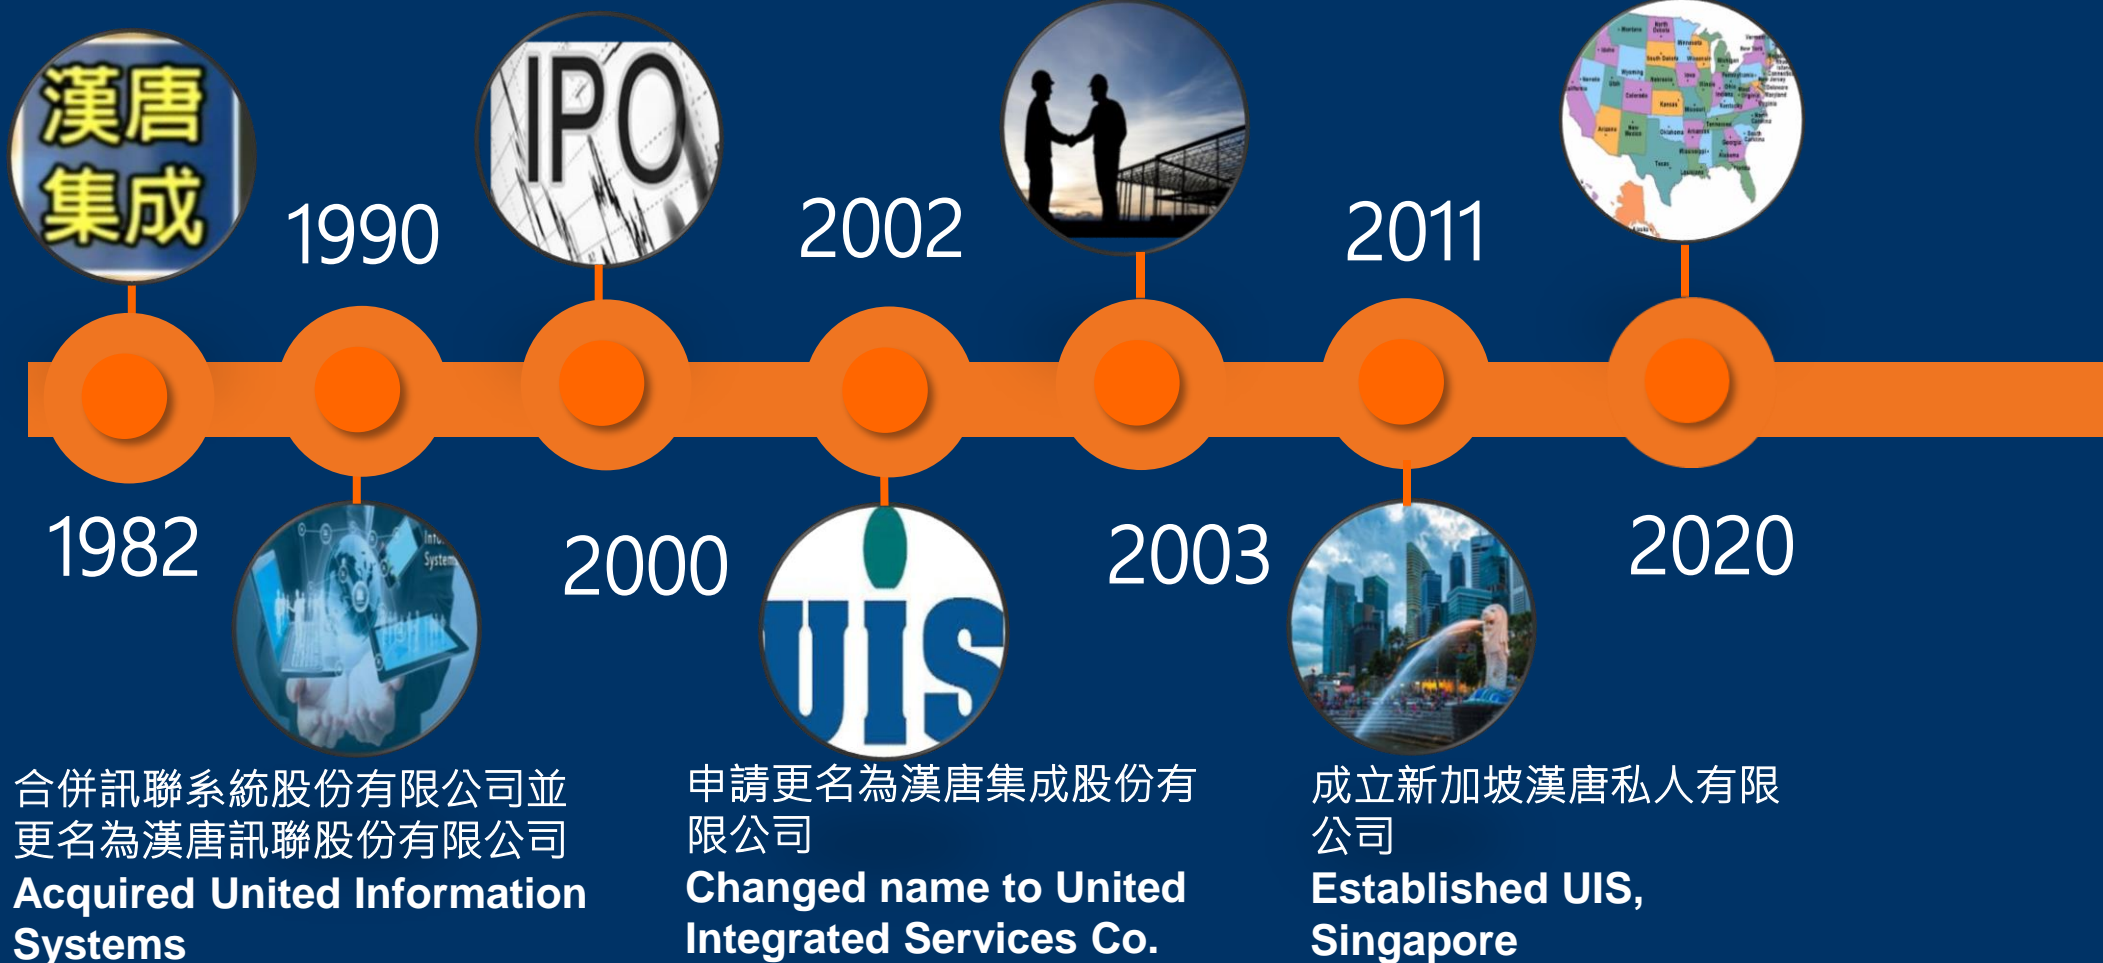 漢唐
集成
1990
IPO
2002
2011
1982
Systems
2000
UIS
2003
2020
合併訊聯系統股份有限公司並
更名為漢唐訊聯股份有限公司
Acquired United Information
Systems
申請更名為漢唐集成股份有
限公司
Changed name to United
Integrated Services Co.
成立新加坡漢唐私人有限
公司
Established UIS,
Singapore